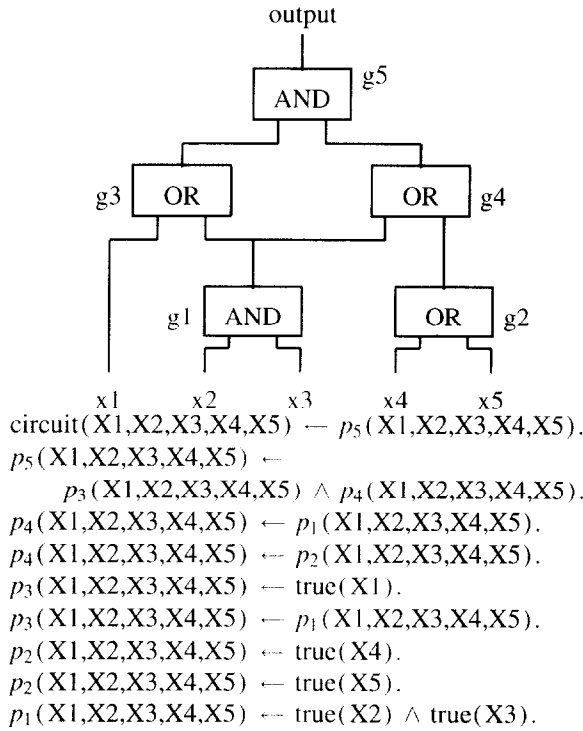 output
g5
AND
g3 OR
OR g4
g1 AND
OR g2
x1 x2 x3 x4 x5
circuit(X1,X2,X3,X4,X5) ← p₅(X1,X2,X3,X4,X5).
p₅(X1,X2,X3,X4,X5) ←
p₃(X1,X2,X3,X4,X5) ∧ p₄(X1,X2,X3,X4,X5).
p₄(X1,X2,X3,X4,X5) ← p₁(X1,X2,X3,X4,X5).
p₄(X1,X2,X3,X4,X5) ← p₂(X1,X2,X3,X4,X5).
p₃(X1,X2,X3,X4,X5) ← true(X1).
p₃(X1,X2,X3,X4,X5) ← p₁(X1,X2,X3,X4,X5).
p₂(X1,X2,X3,X4,X5) ← true(X4).
p₂(X1,X2,X3,X4,X5) ← true(X5).
p₁(X1,X2,X3,X4,X5) ← true(X2) ∧ true(X3).